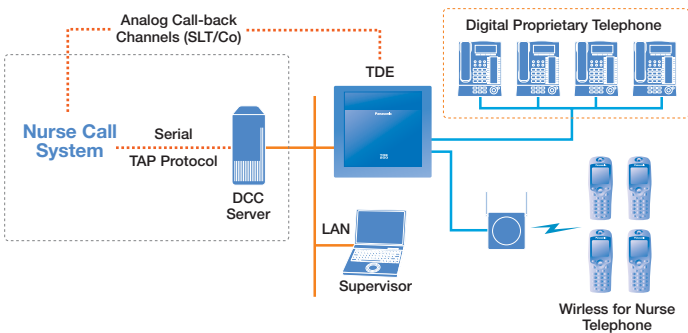 Analog Call-back
Channels (SLT/Co)
Digital Proprietary Telephone
TDE
Panasonic
Nurse Call
System
Serial
TAP Protocol
DCC
Server
LAN
Supervisor
Wirless for Nurse
Telephone